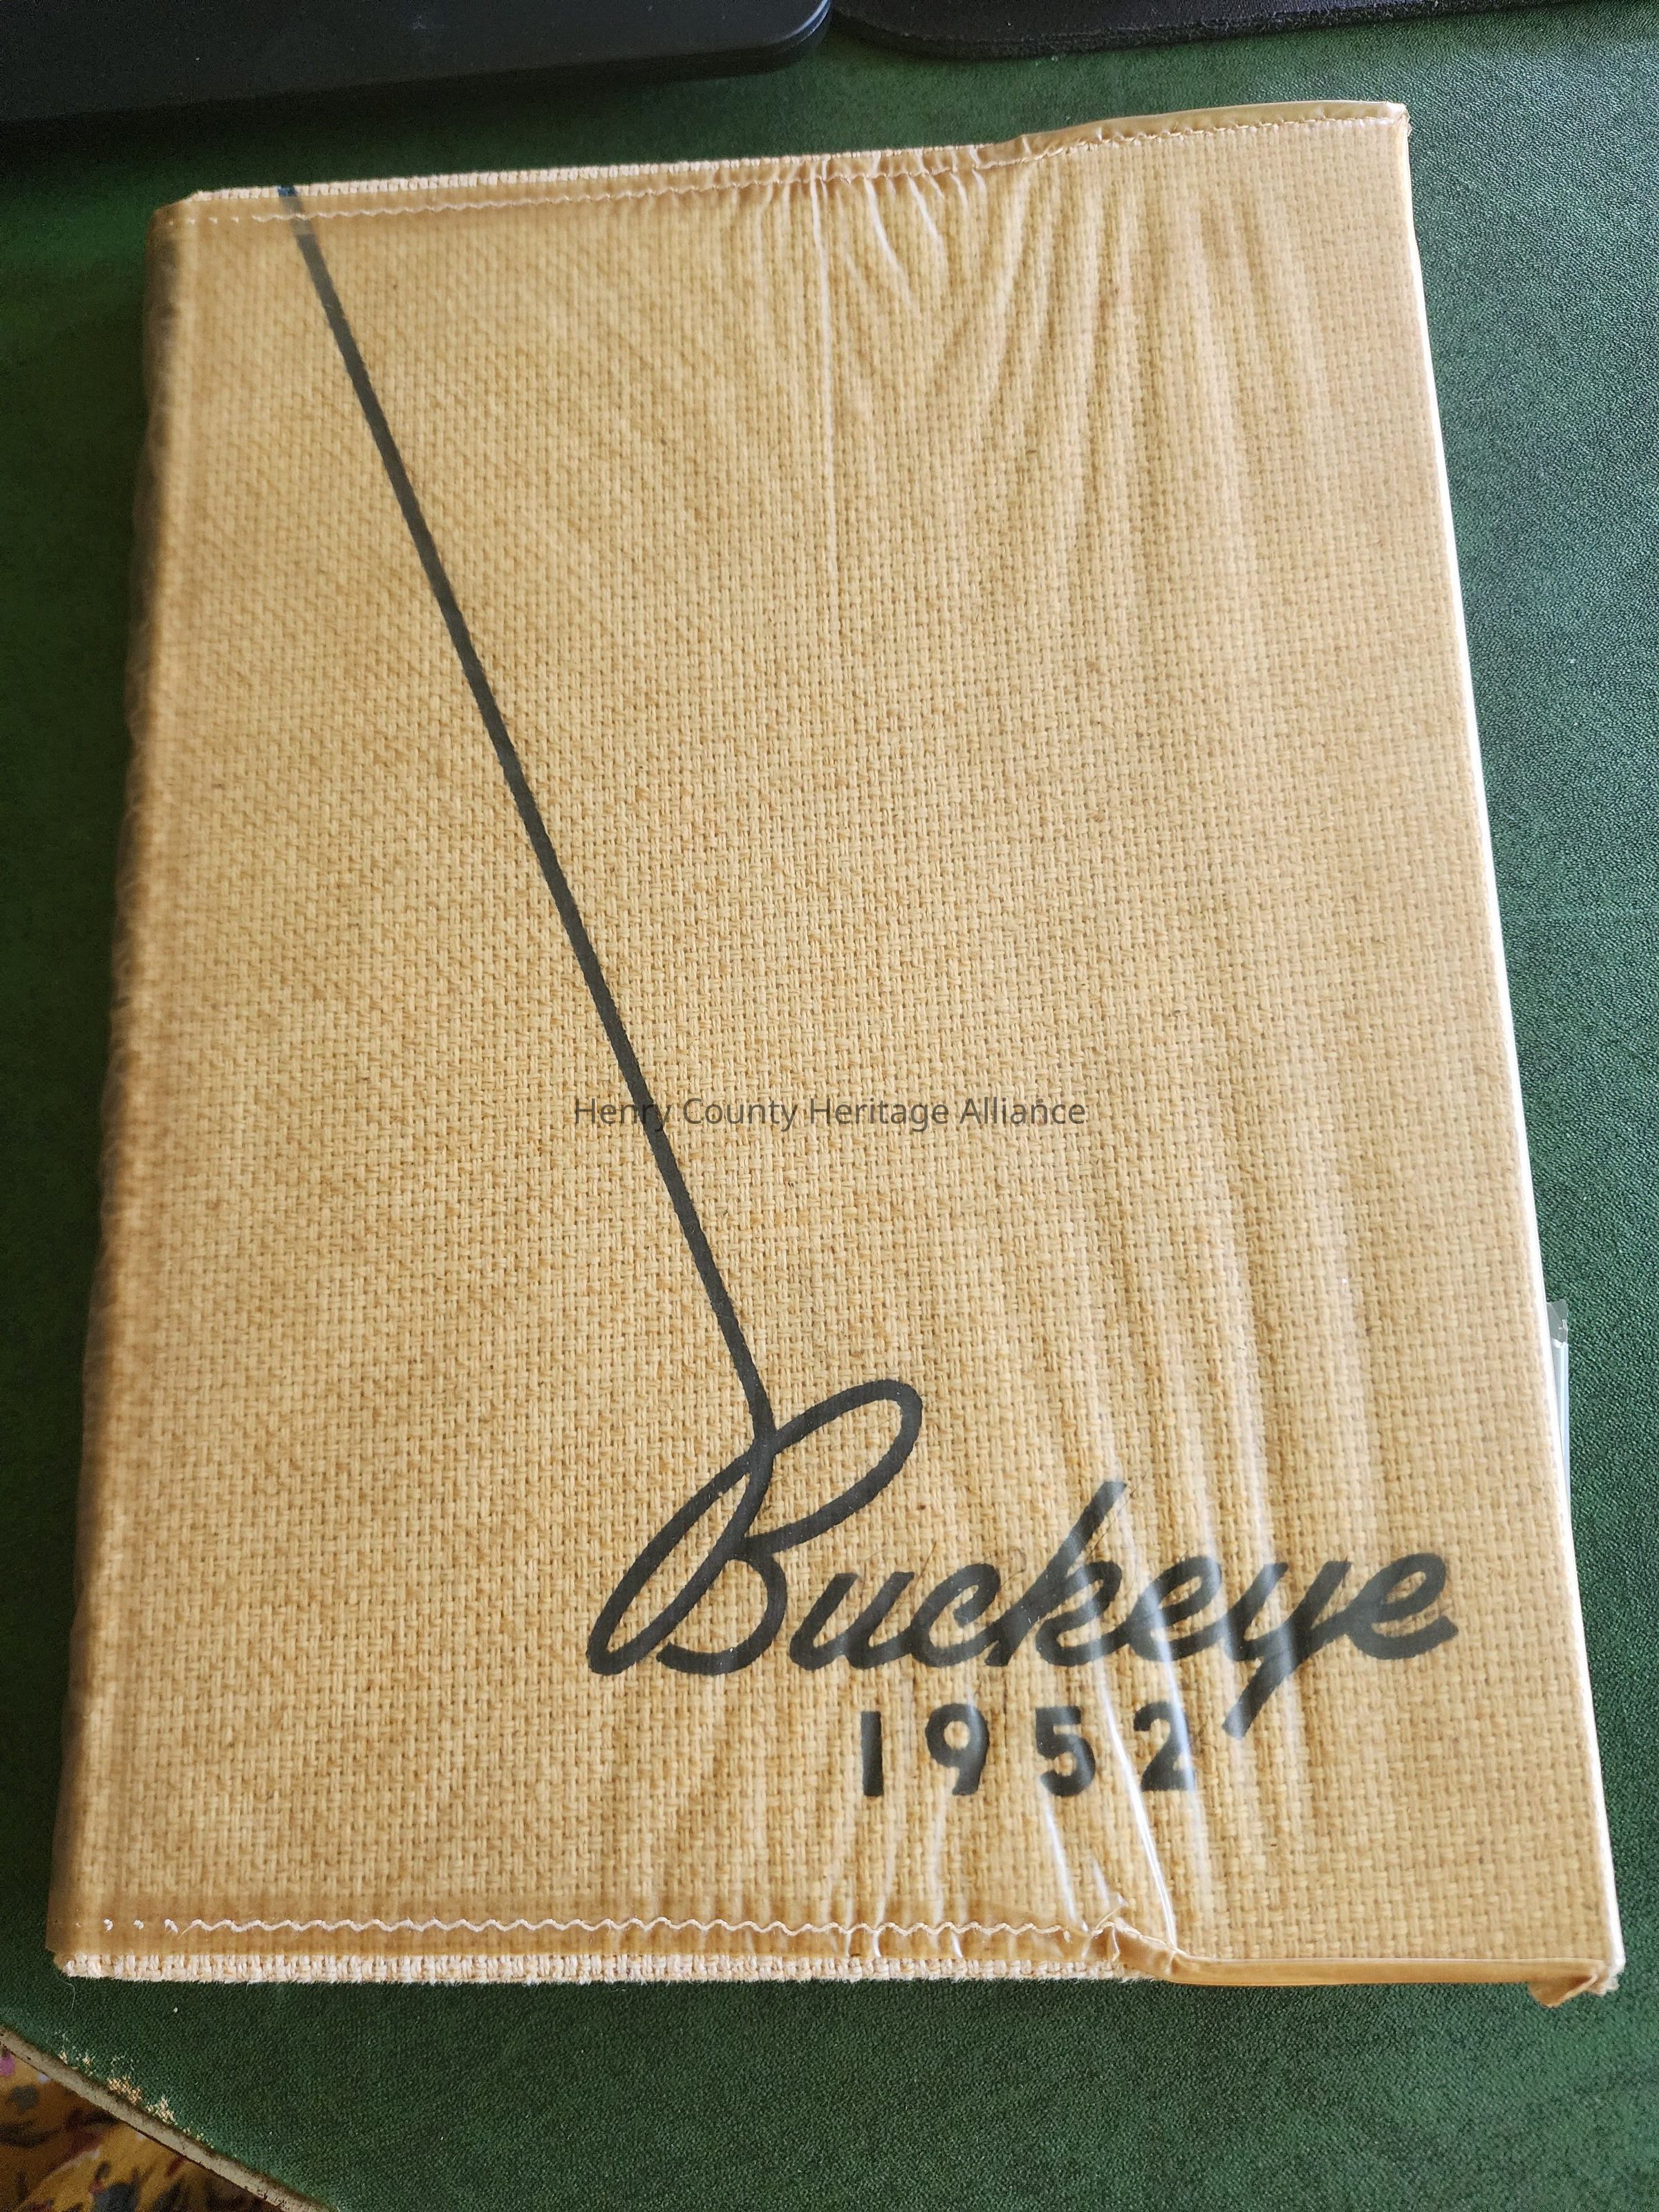 Henry County Heritage Alliance
Buckeye
1952